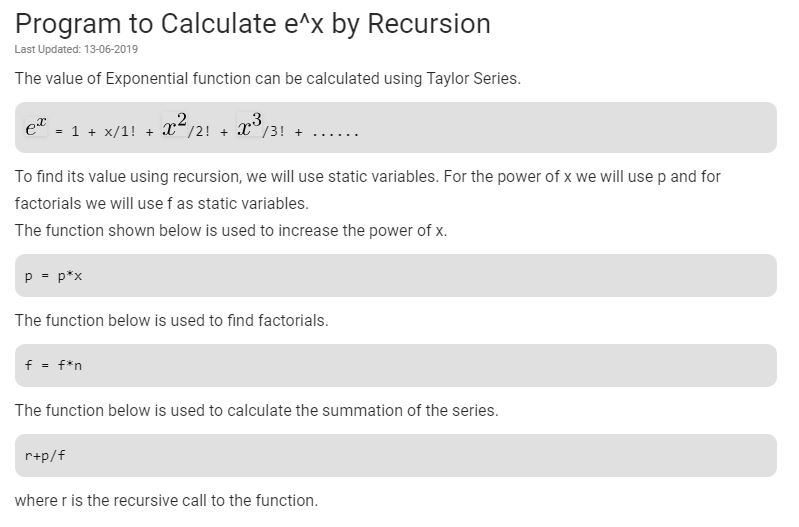 Program to Calculate e^x by Recursion
Last Updated: 13-06-2019
The value of Exponential function can be calculated using Taylor Series.
e^x = 1 + x/1! + x^2/2! + x^3/3! + ......
To find its value using recursion, we will use static variables. For the power of x we will use p and for
factorials we will use f as static variables.
The function shown below is used to increase the power of x.
p = p*x
The function below is used to find factorials.
f = f*n
The function below is used to calculate the summation of the series.
r+p/f
where r is the recursive call to the function.